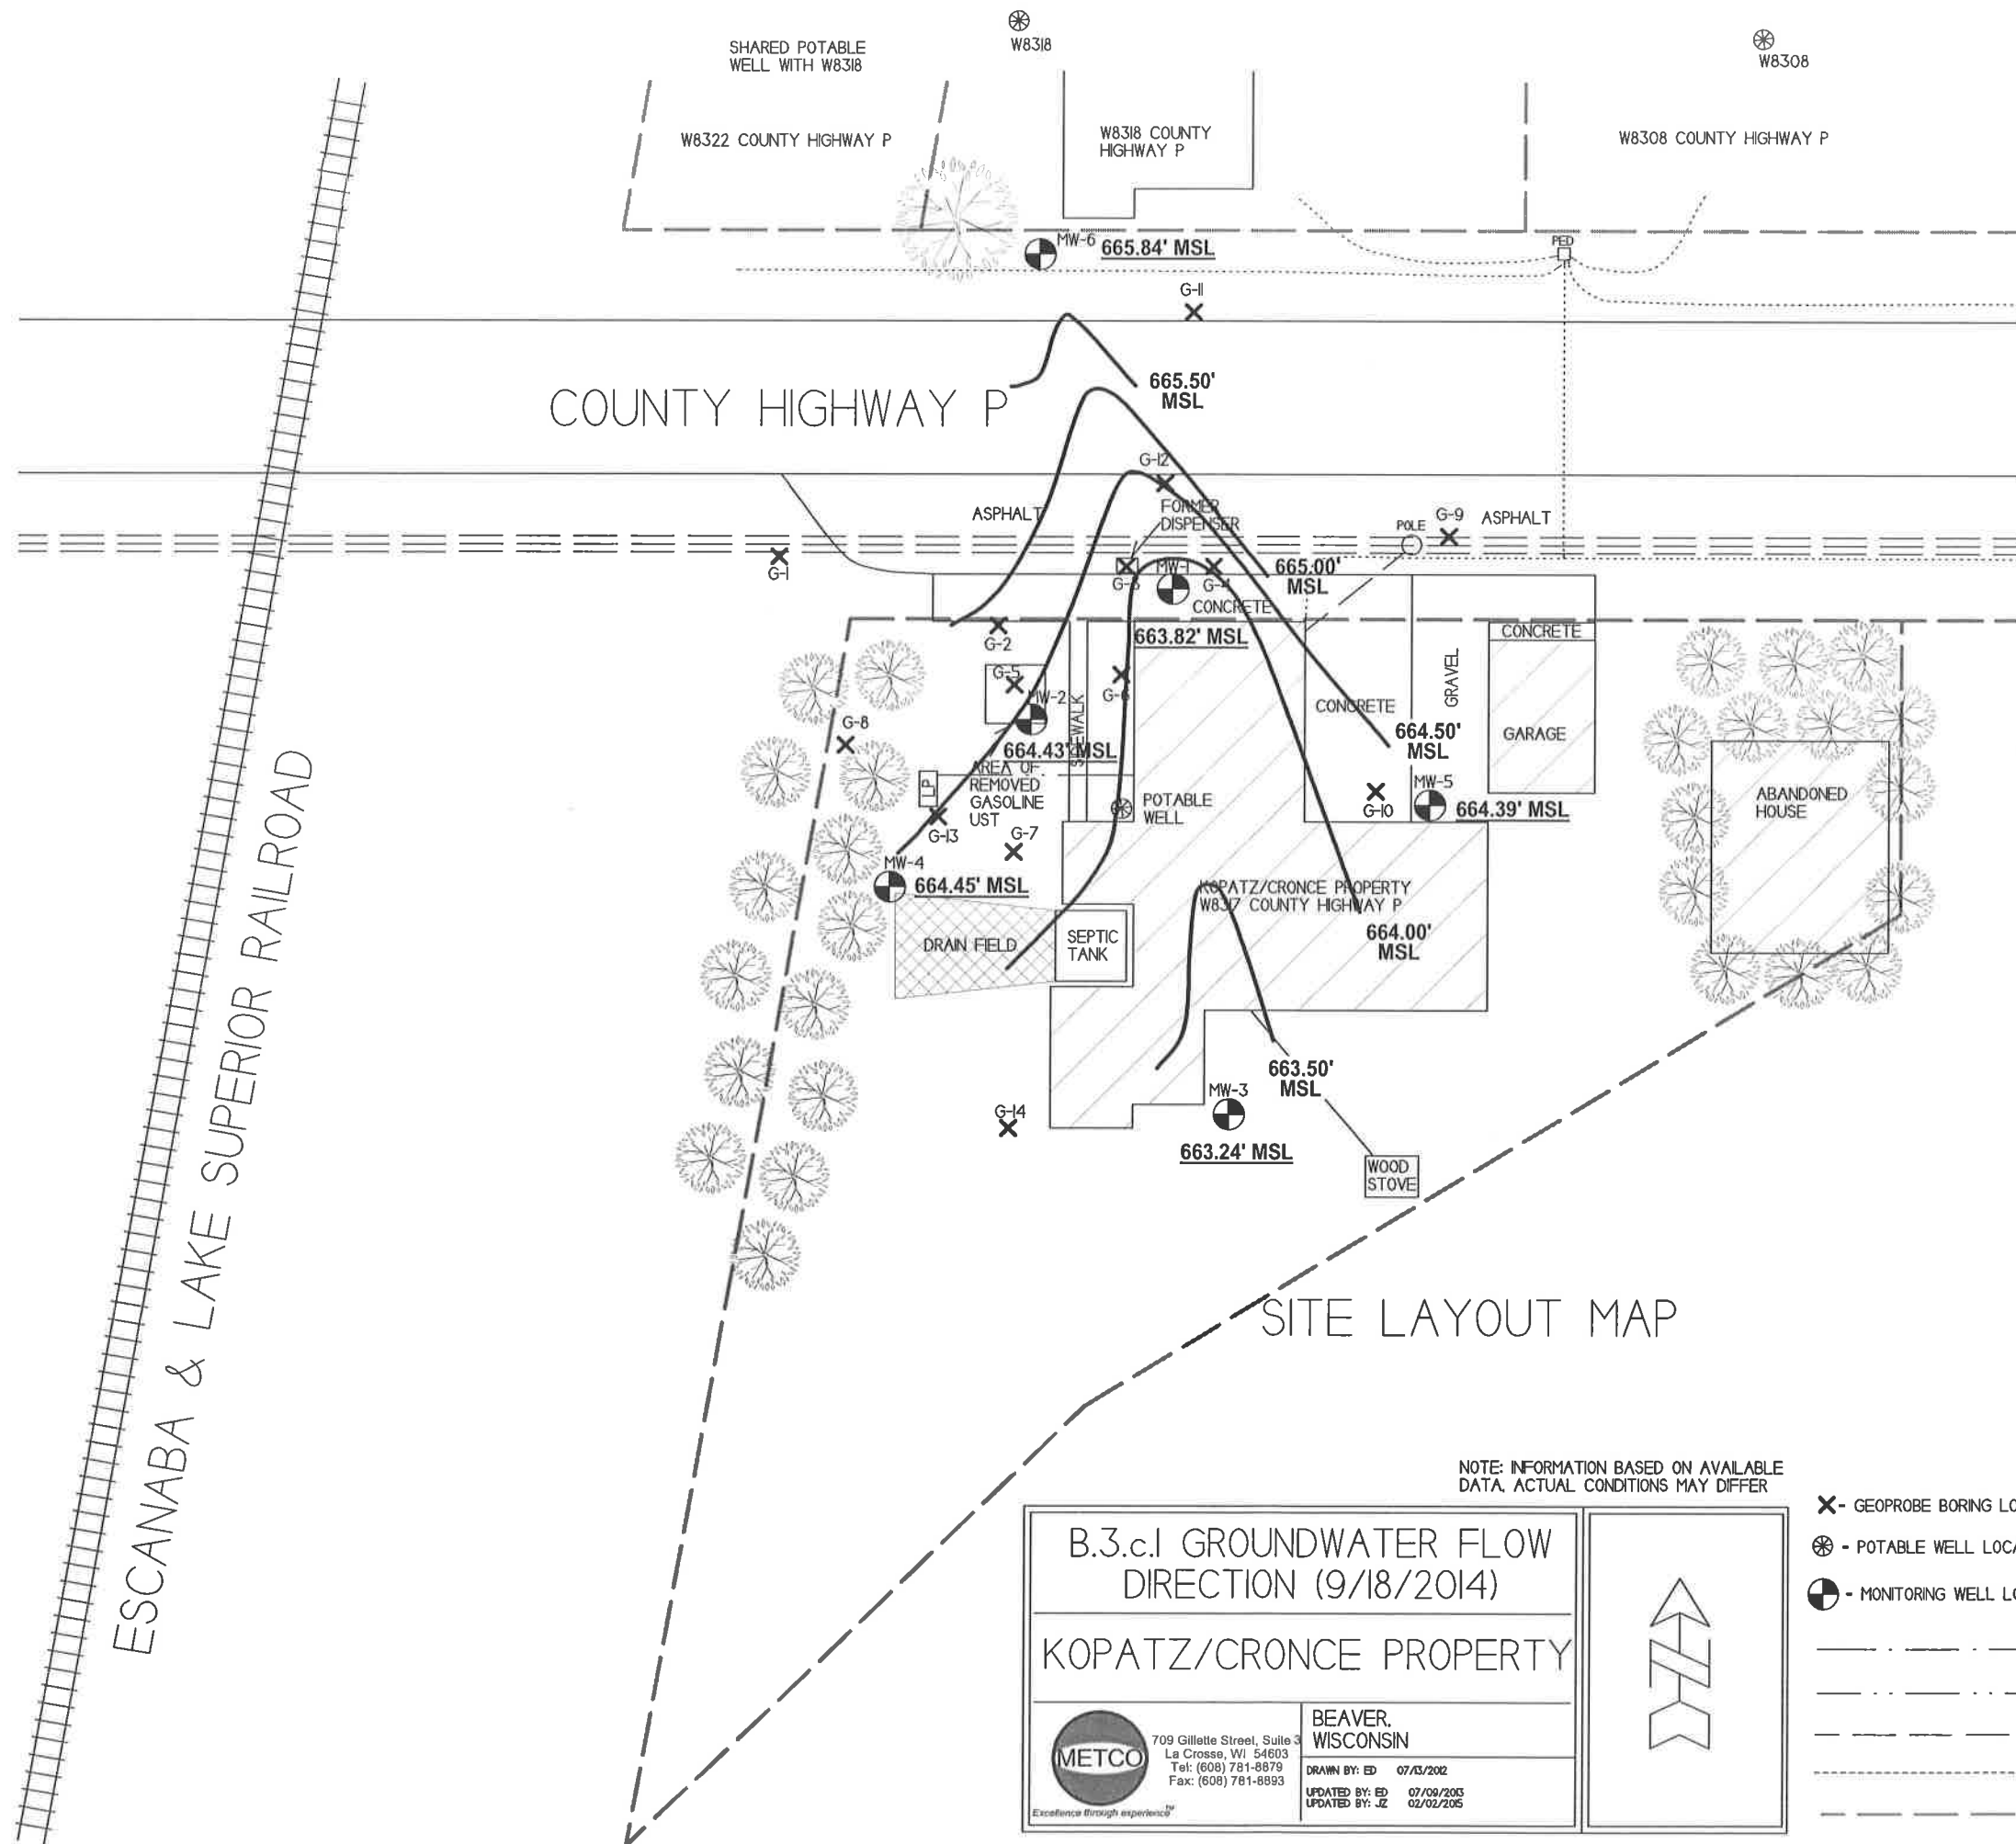 W8318
W8308
SHARED POTABLE
WELL WITH W8318
W8322 COUNTY HIGHWAY P
W8318 COUNTY
HIGHWAY P
W8308 COUNTY HIGHWAY P
MW-6
665.84' MSL
PED
G-11
COUNTY HIGHWAY P
665.50'
MSL
G-12
ASPHALT
FORMER
DISPENSER
POLE
G-9
ASPHALT
G-1
G-3
MW-1
G-4
665.00'
MSL
CONCRETE
663.82' MSL
CONCRETE
G-2
G-5
MW-2
G-6
SIDEWALK
CONCRETE
GRAVEL
GARAGE
G-8
664.43' MSL
664.50'
MSL
AREA OF
REMOVED
GASOLINE
UST
LP
POTABLE
WELL
G-10
MW-5
664.39' MSL
ABANDONED
HOUSE
G-13
G-7
MW-4
664.45' MSL
KOPATZ/CRONCE PROPERTY
W8317 COUNTY HIGHWAY P
DRAIN FIELD
SEPTIC
TANK
664.00'
MSL
663.50'
MSL
MW-3
G-14
663.24' MSL
WOOD
STOVE
ESCANABA & LAKE SUPERIOR RAILROAD
SITE LAYOUT MAP
NOTE: INFORMATION BASED ON AVAILABLE
DATA, ACTUAL CONDITIONS MAY DIFFER
B.3.c.1 GROUNDWATER FLOW
DIRECTION (9/18/2014)
KOPATZ/CRONCE PROPERTY
METCO
Excellence through experience™
709 Gillette Street, Suite 3
La Crosse, WI 54603
Tel: (608) 781-8879
Fax: (608) 781-8893
BEAVER,
WISCONSIN
DRAWN BY: ED 07/13/2012
UPDATED BY: ED 07/09/2013
UPDATED BY: JZ 02/02/2015
N
X - GEOPROBE BORING LO
- POTABLE WELL LOCA
- MONITORING WELL LO